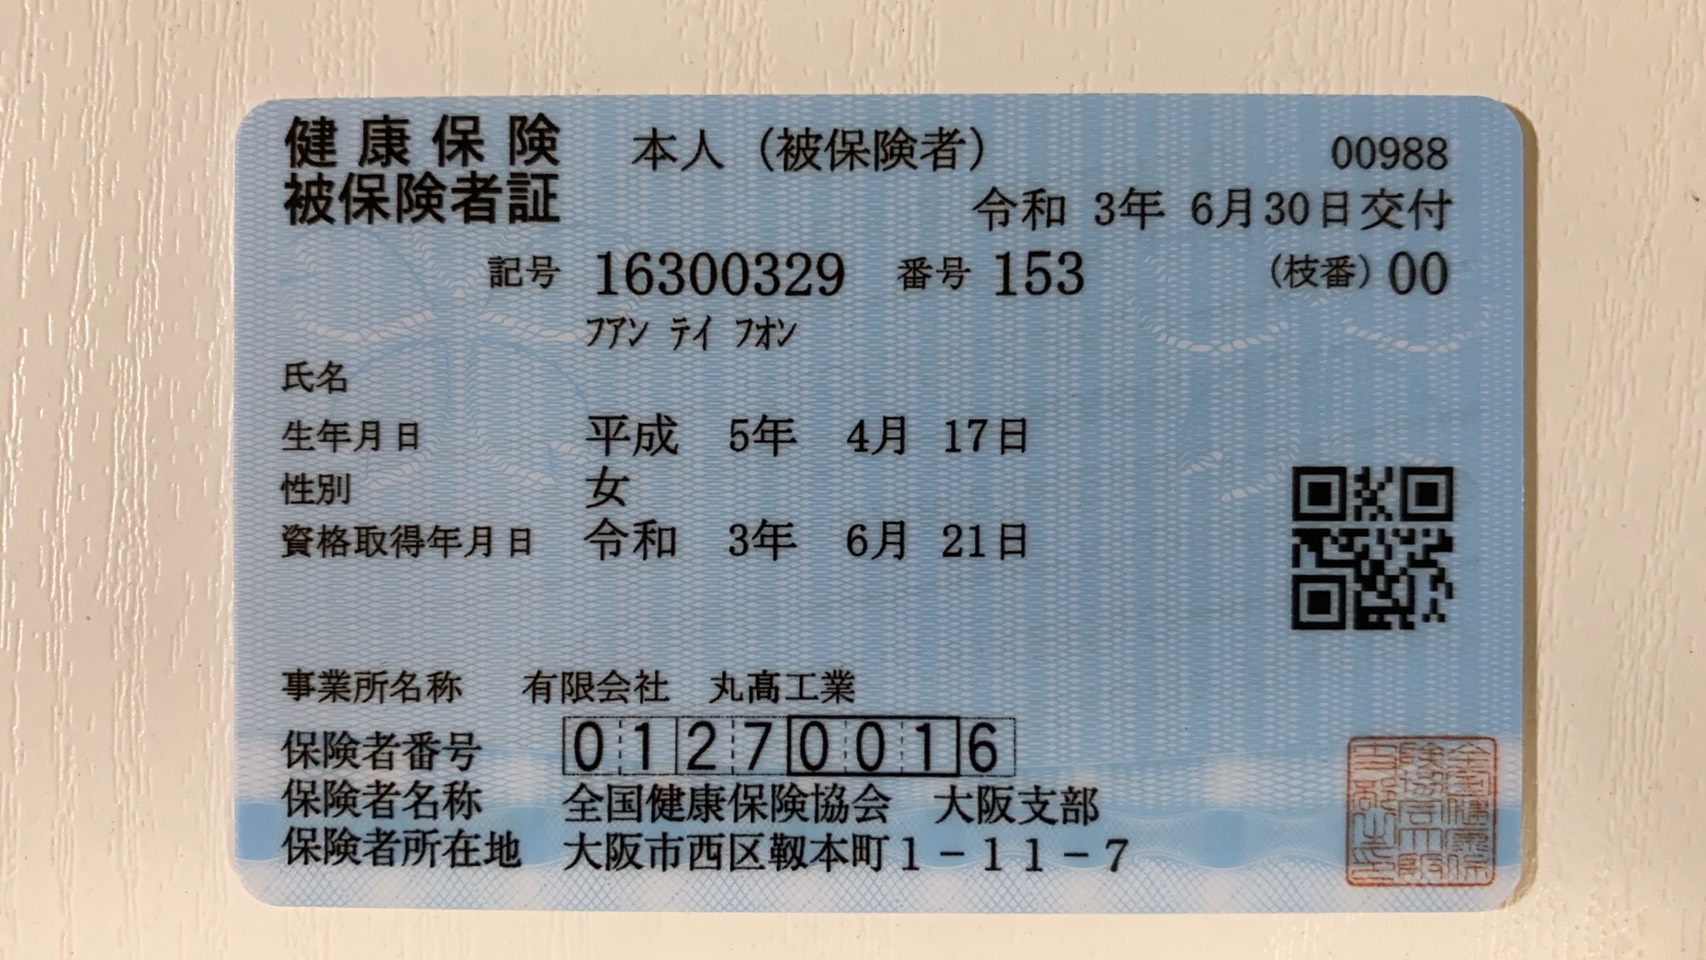 健康保険 本人（被保険者） 00988
被保険者証 令和 3年 6月30日交付
記号 16300329 番号 153 （枝番）00
ﾌｱﾝ ﾃｲ ﾌｵﾝ
氏名
生年月日 平成 5年 4月 17日
性別 女
資格取得年月日 令和 3年 6月 21日
事業所名称 有限会社 丸髙工業
保険者番号 01270016
保険者名称 全国健康保険協会 大阪支部
保険者所在地 大阪市西区靱本町1－11－7